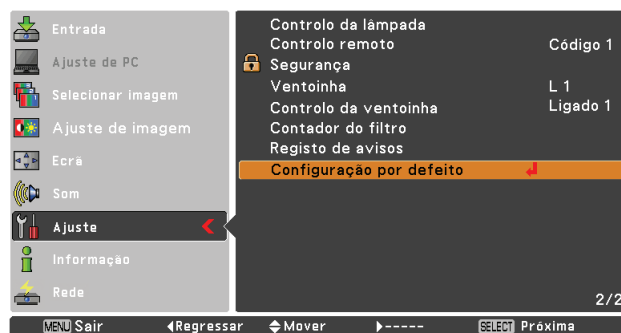 Entrada
Ajuste de PC
Selecionar imagem
Ajuste de imagem
Ecrã
Som
Ajuste
Informação
Rede
Controlo da lâmpada
Controlo remoto Código 1
Segurança
Ventoinha L 1
Controlo da ventoinha Ligado 1
Contador do filtro
Registo de avisos
Configuração por defeito
2/2
MENU Sair ◀Regressar Mover ▶----- SELECT Próxima